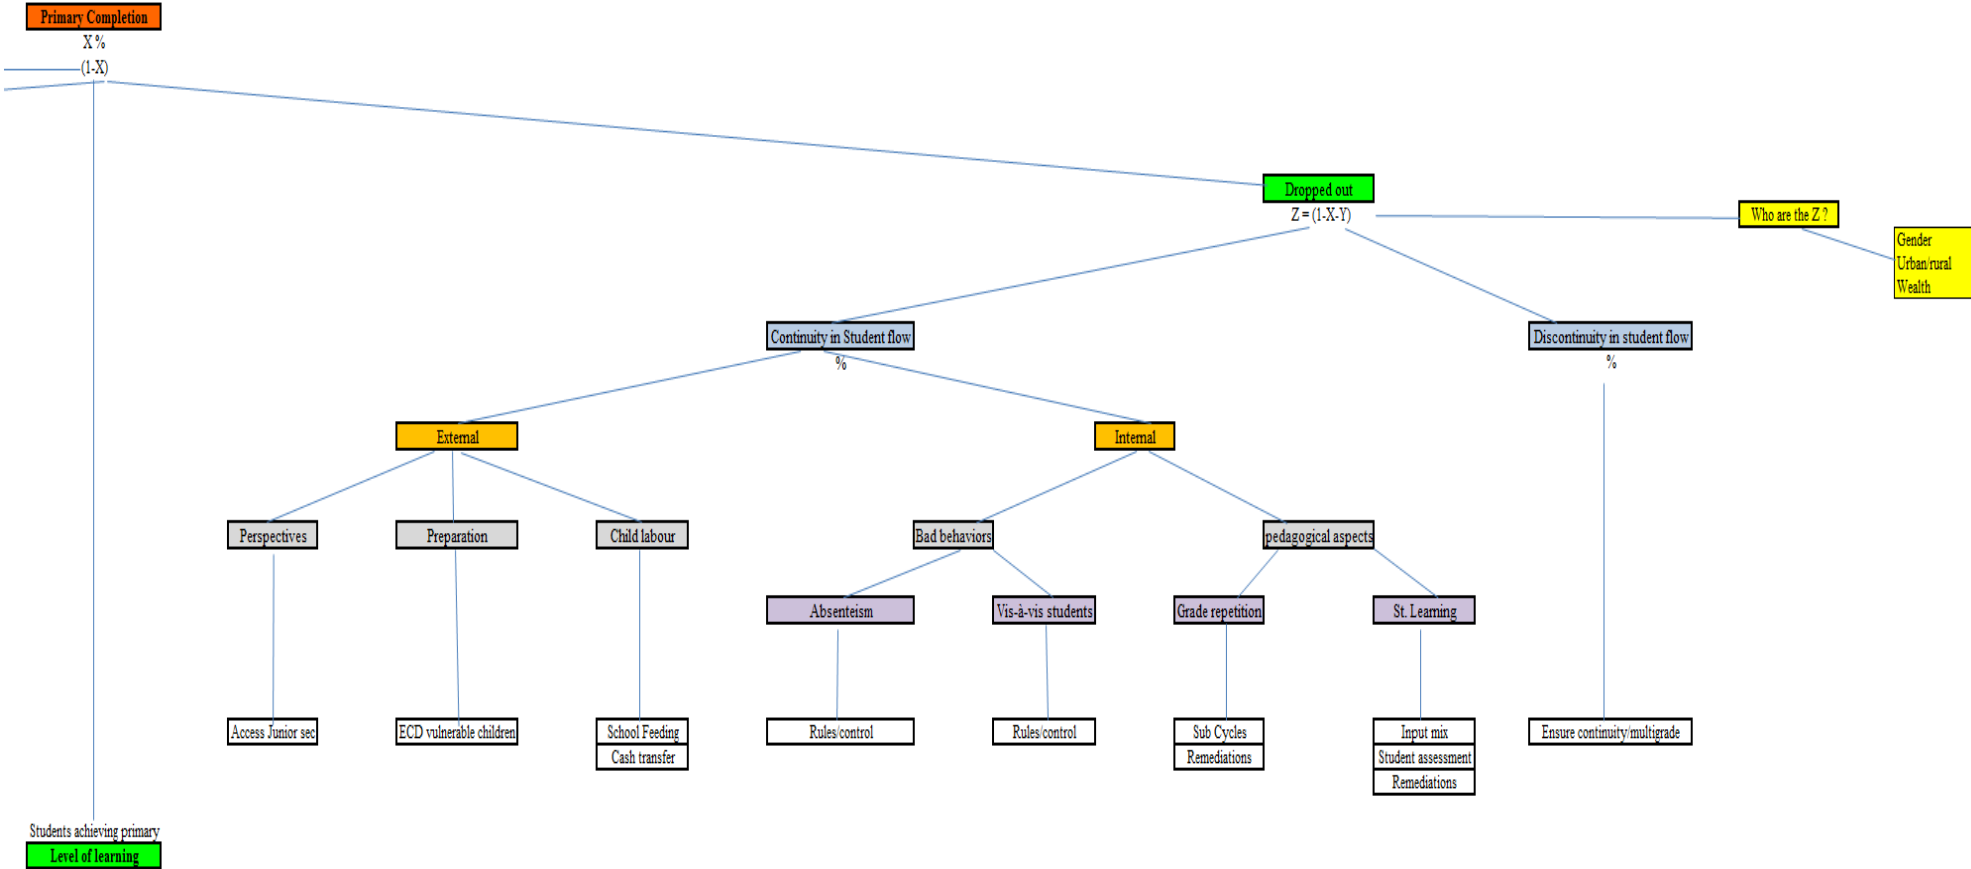 Primary Completion
X %
(1-X)
Dropped out
Z = (1-X-Y)
Who are the Z ?
Gender
Urban/rural
Wealth
Continuity in Student flow
%
Discontinuity in student flow
%
External
Internal
Perspectives
Preparation
Child labour
Bad behaviors
pedagogical aspects
Absenteism
Vis-à-vis students
Grade repetition
St. Learning
Access Junior sec
ECD vulnerable children
School Feeding
Cash transfer
Rules/control
Rules/control
Sub Cycles
Remediations
Input mix
Student assessment
Remediations
Ensure continuity/multigrade
Students achieving primary
Level of learning